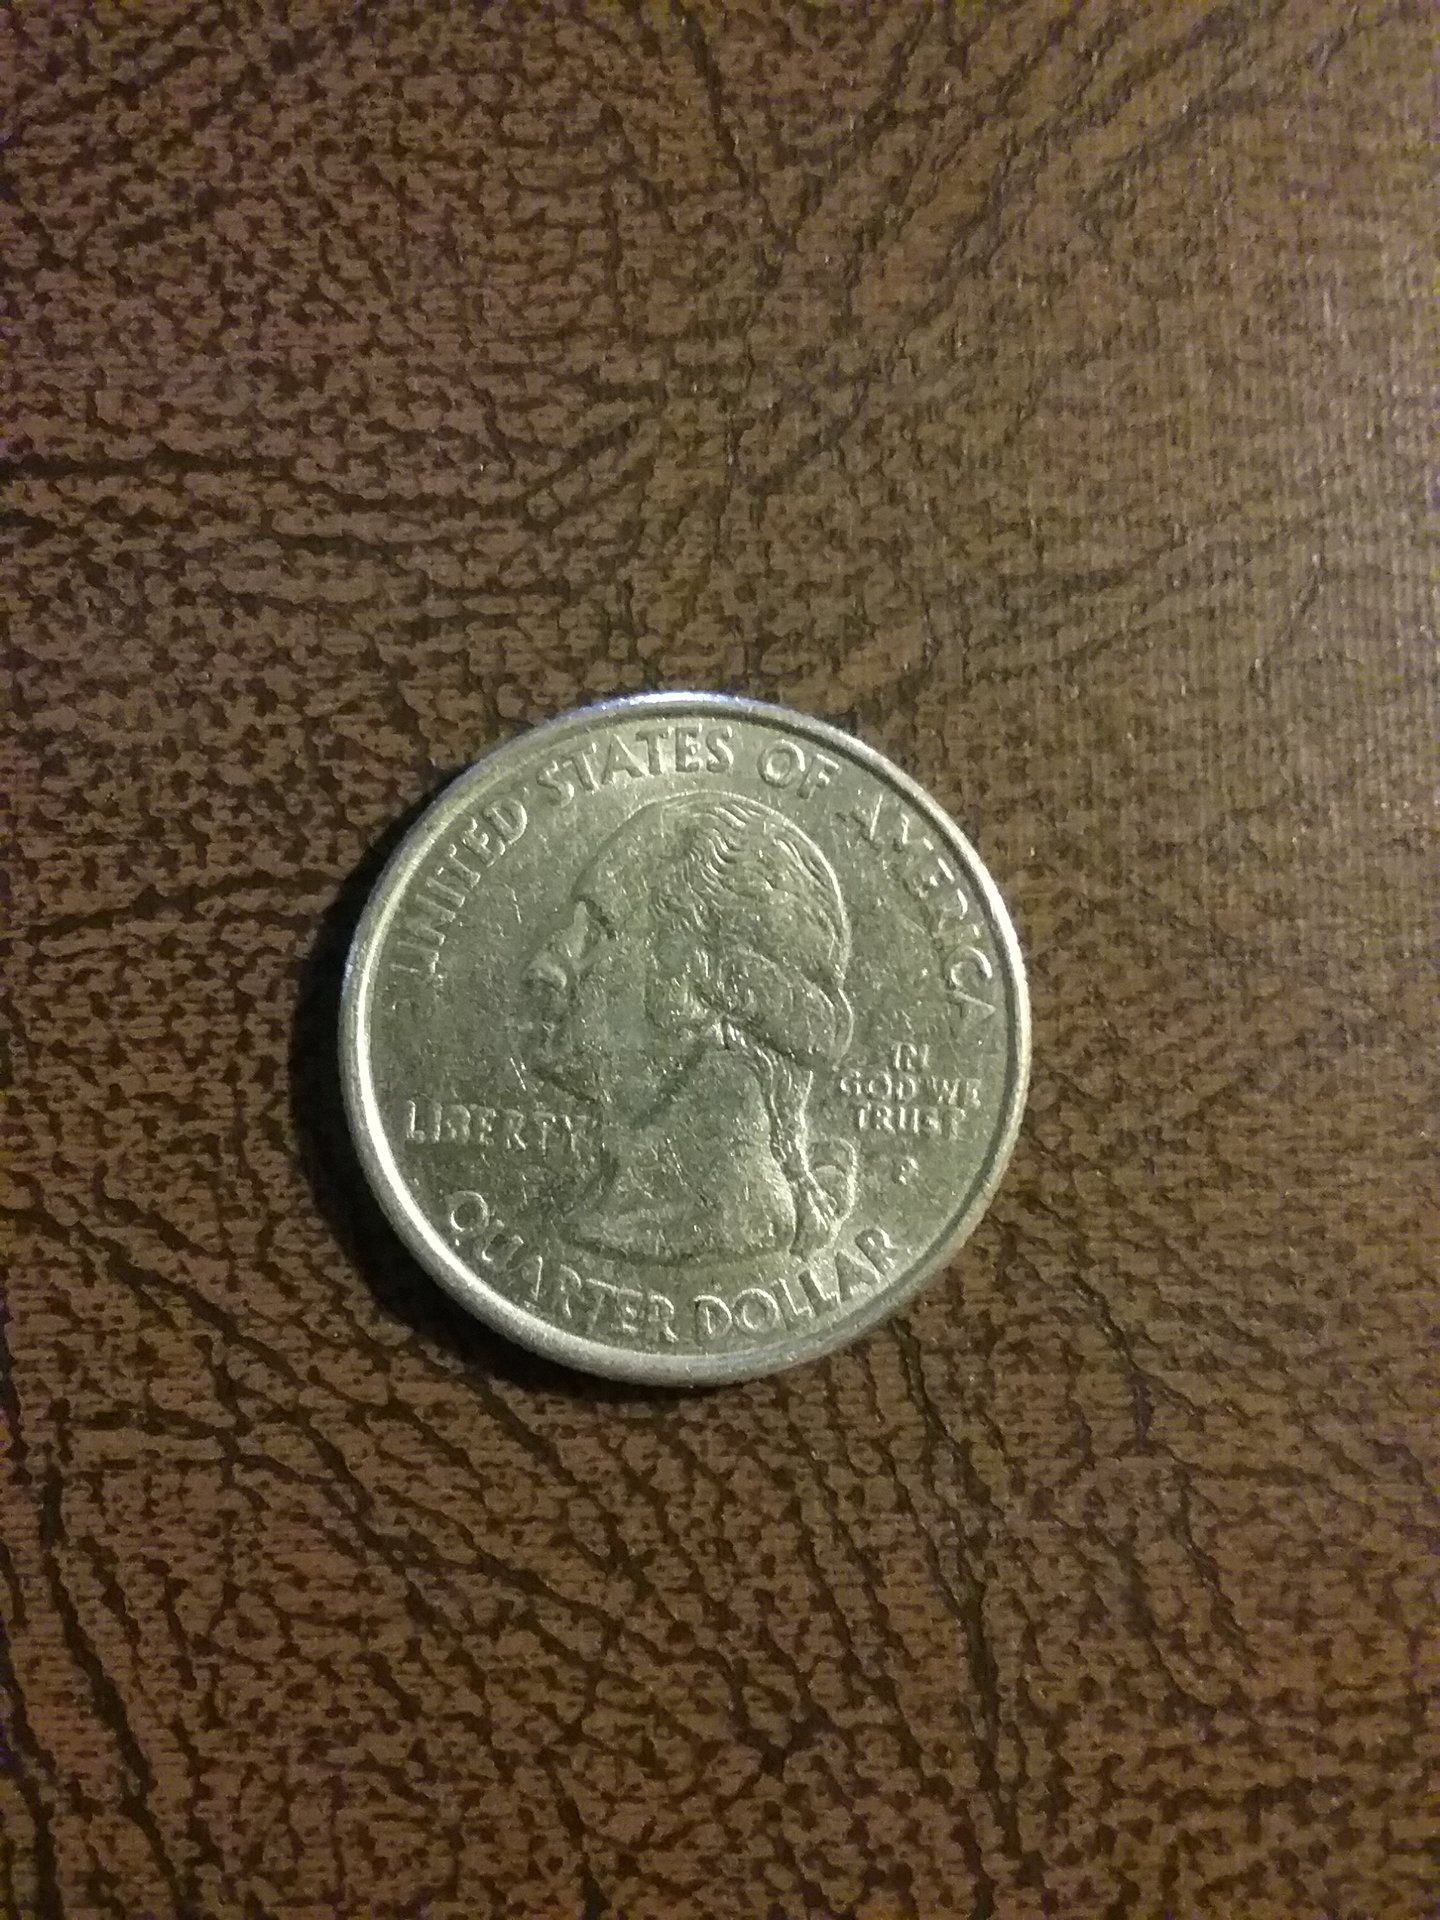 UNITED STATES OF AMERICA
LIBERTY
IN
GOD WE
TRUST
P
QUARTER DOLLAR